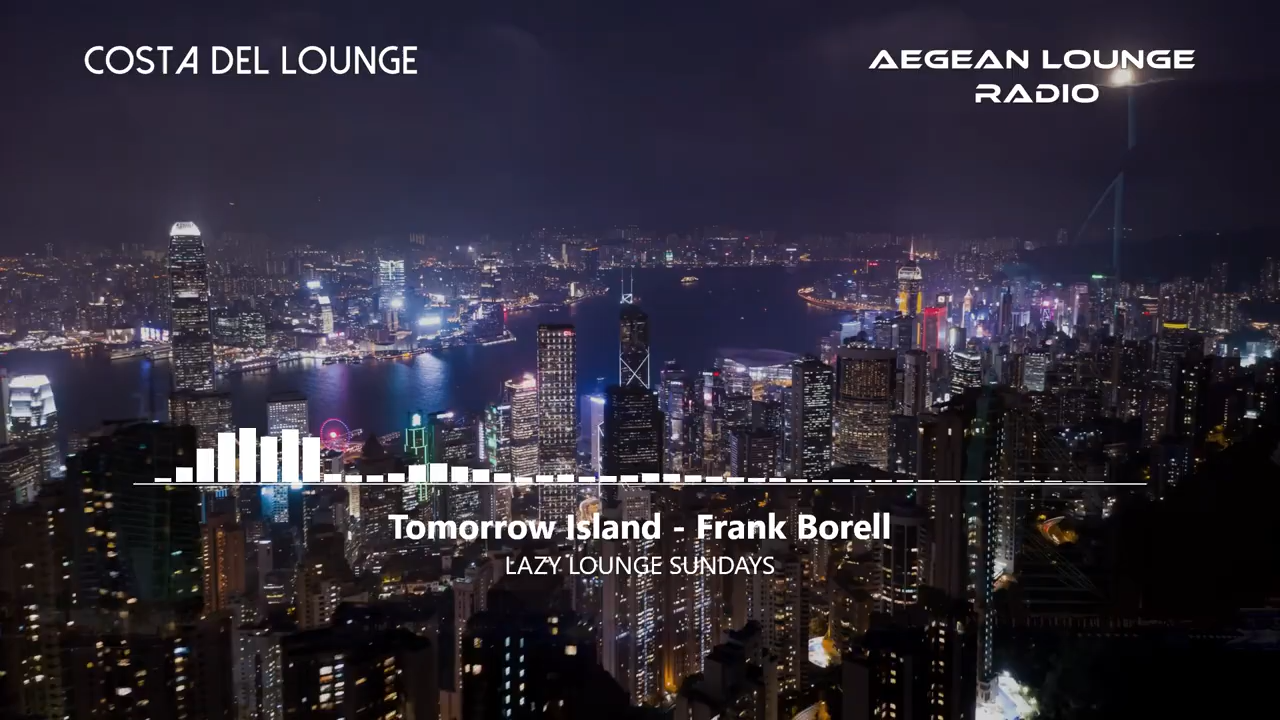 COSTA DEL LOUNGE
AEGEAN LOUNGE
RADIO
Tomorrow Island - Frank Borell
LAZY LOUNGE SUNDAYS